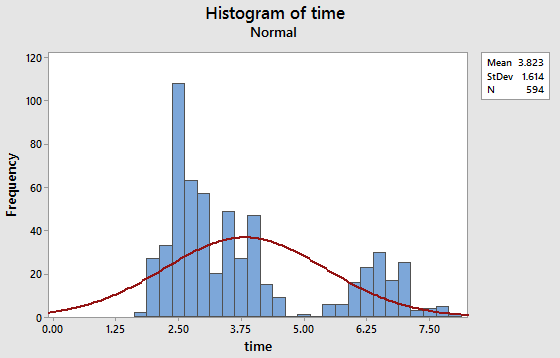 Histogram of time
Normal
Mean 3.823
StDev 1.614
N 594
120
100
80
60
40
20
0
Frequency
0.00 1.25 2.50 3.75 5.00 6.25 7.50
time